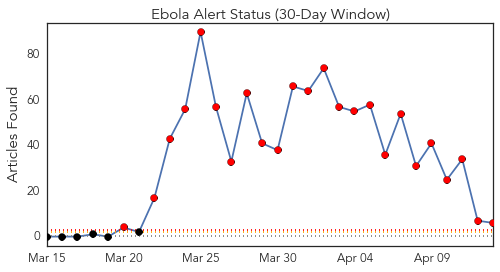 Ebola Alert Status (30-Day Window)
Articles Found
80
60
40
20
0
Mar 15 Mar 20 Mar 25 Mar 30 Apr 04 Apr 09